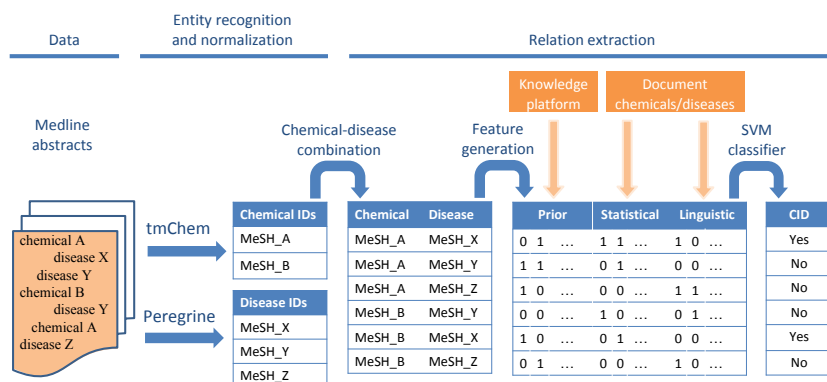 Data
Entity recognition
and normalization
Relation extraction
Knowledge
platform
Document
chemicals/diseases
Medline
abstracts
Chemical-disease
combination
Feature
generation
SVM
classifier
chemical A
disease X
disease Y
chemical B
disease Y
chemical A
disease Z
tmChem
Peregrine
Chemical IDs
MeSH_A
MeSH_B
Disease IDs
MeSH_X
MeSH_Y
MeSH_Z
Chemical Disease
MeSH_A MeSH_X
MeSH_A MeSH_Y
MeSH_A MeSH_Z
MeSH_B MeSH_Y
MeSH_B MeSH_X
MeSH_B MeSH_Z
Prior Statistical Linguistic
0 1 ... 1 1 ... 1 0 ...
1 1 ... 0 1 ... 0 0 ...
1 0 ... 0 0 ... 1 1 ...
0 0 ... 1 0 ... 0 1 ...
1 0 ... 0 1 ... 0 0 ...
0 1 ... 0 0 ... 1 0 ...
CID
Yes
No
No
No
Yes
No